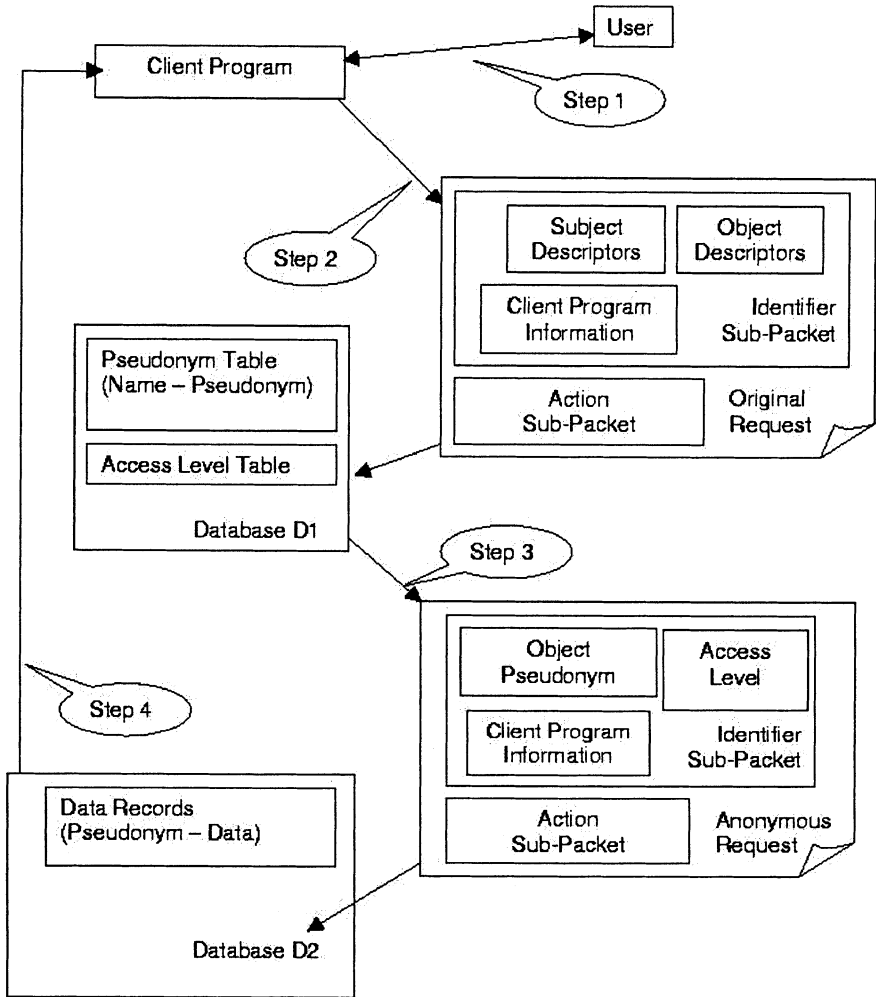 User
Client Program
Step 1
Step 2
Subject
Descriptors
Object
Descriptors
Client Program
Information
Identifier
Sub-Packet
Action
Sub-Packet
Original
Request
Pseudonym Table
(Name – Pseudonym)
Access Level Table
Database D1
Step 3
Object
Pseudonym
Access
Level
Client Program
Information
Identifier
Sub-Packet
Action
Sub-Packet
Anonymous
Request
Step 4
Data Records
(Pseudonym – Data)
Database D2